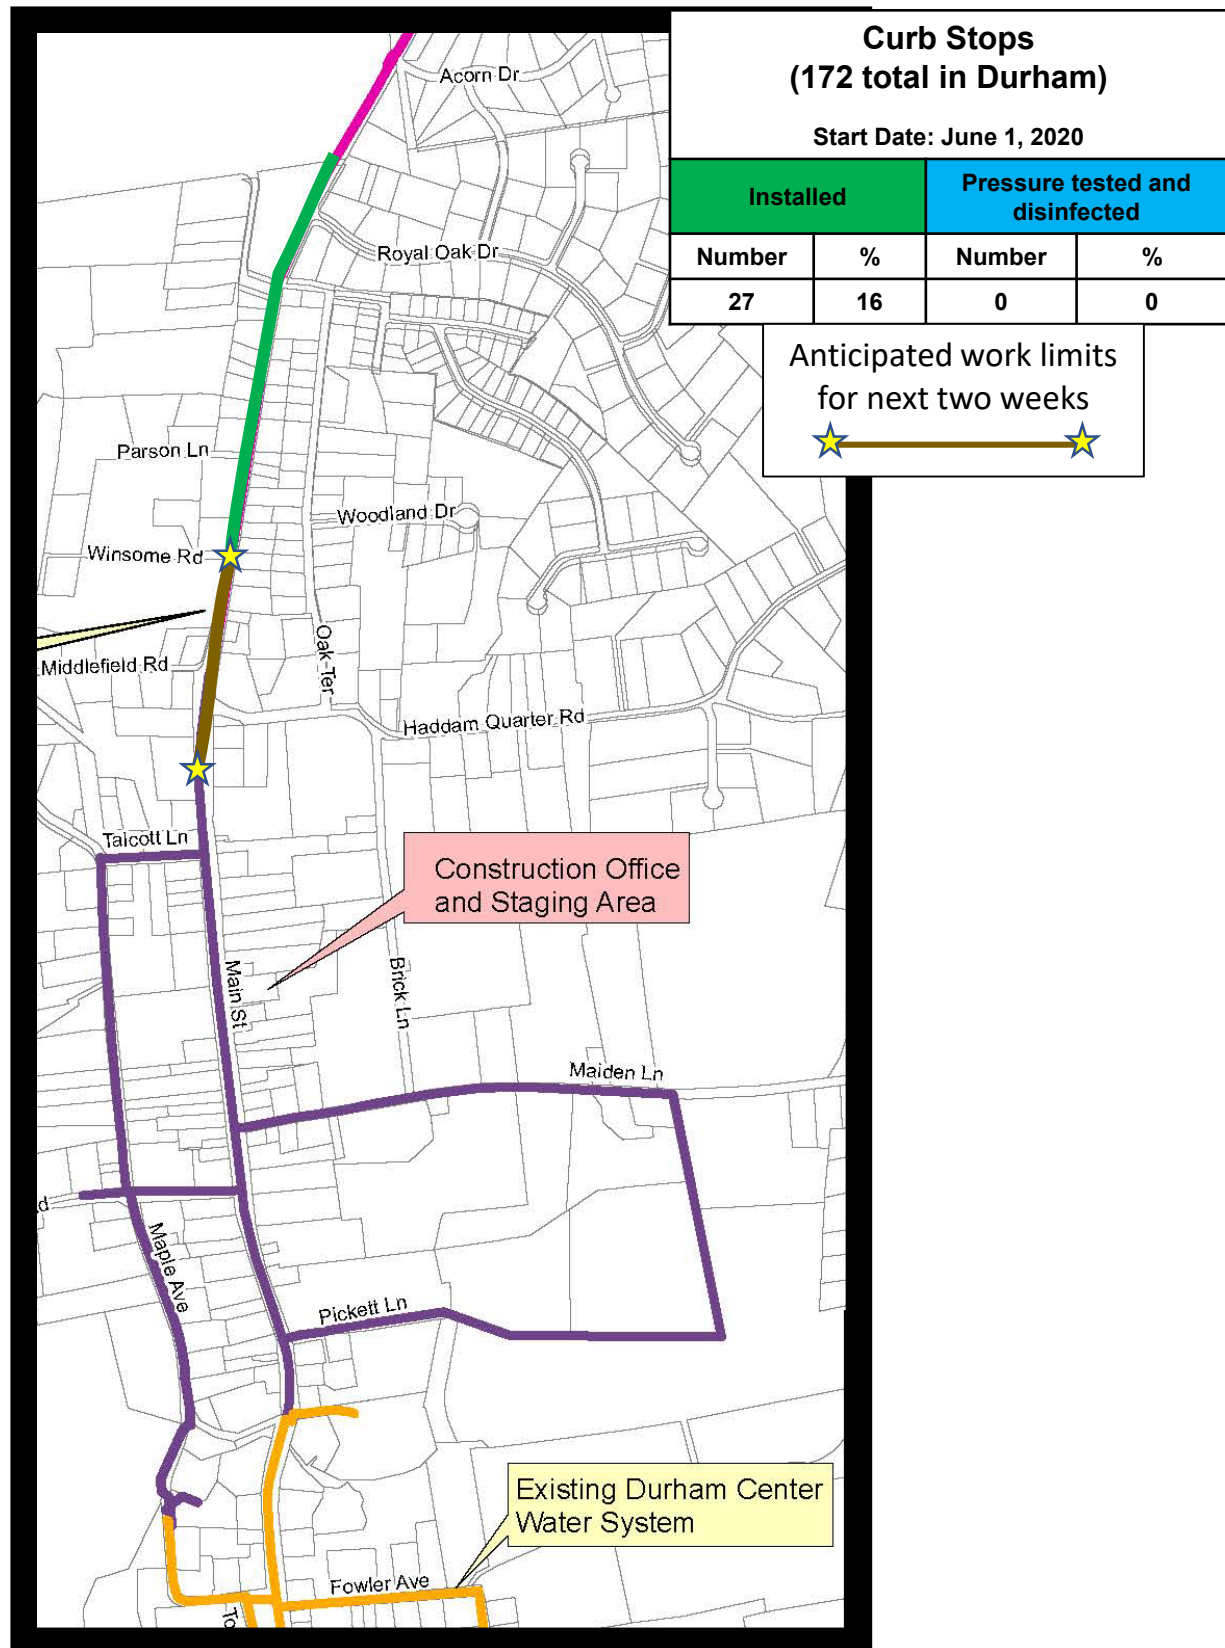 Curb Stops
(172 total in Durham)
Start Date: June 1, 2020
Installed
Pressure tested and
disinfected
Number % Number %
27 16 0 0
Anticipated work limits
for next two weeks
Acorn Dr
Royal Oak Dr
Parson Ln
Woodland Dr
Winsome Rd
Oak Ter
Middlefield Rd
Haddam Quarter Rd
Talcott Ln
Construction Office
and Staging Area
Main St
Brick Ln
Maiden Ln
Maple Ave
Pickett Ln
Existing Durham Center
Water System
Fowler Ave